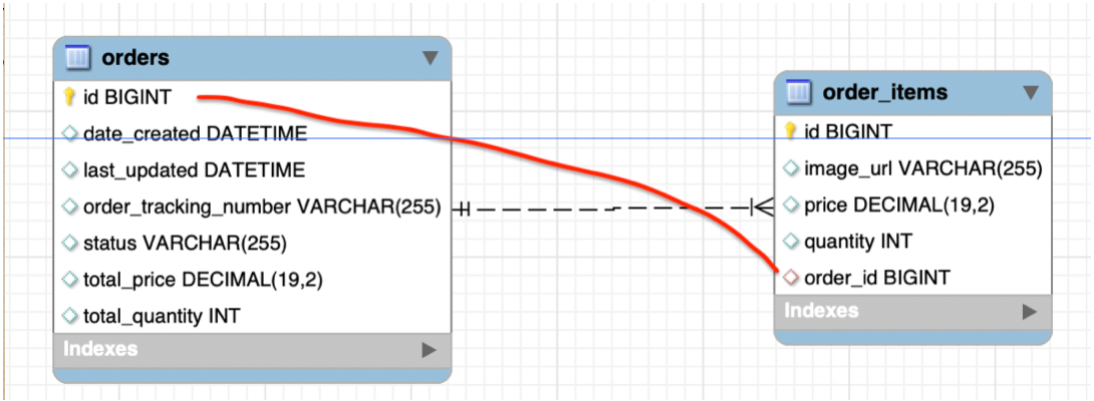 orders
id BIGINT
date_created DATETIME
last_updated DATETIME
order_tracking_number VARCHAR(255)
status VARCHAR(255)
total_price DECIMAL(19,2)
total_quantity INT
Indexes
order_items
id BIGINT
image_url VARCHAR(255)
price DECIMAL(19,2)
quantity INT
order_id BIGINT
Indexes